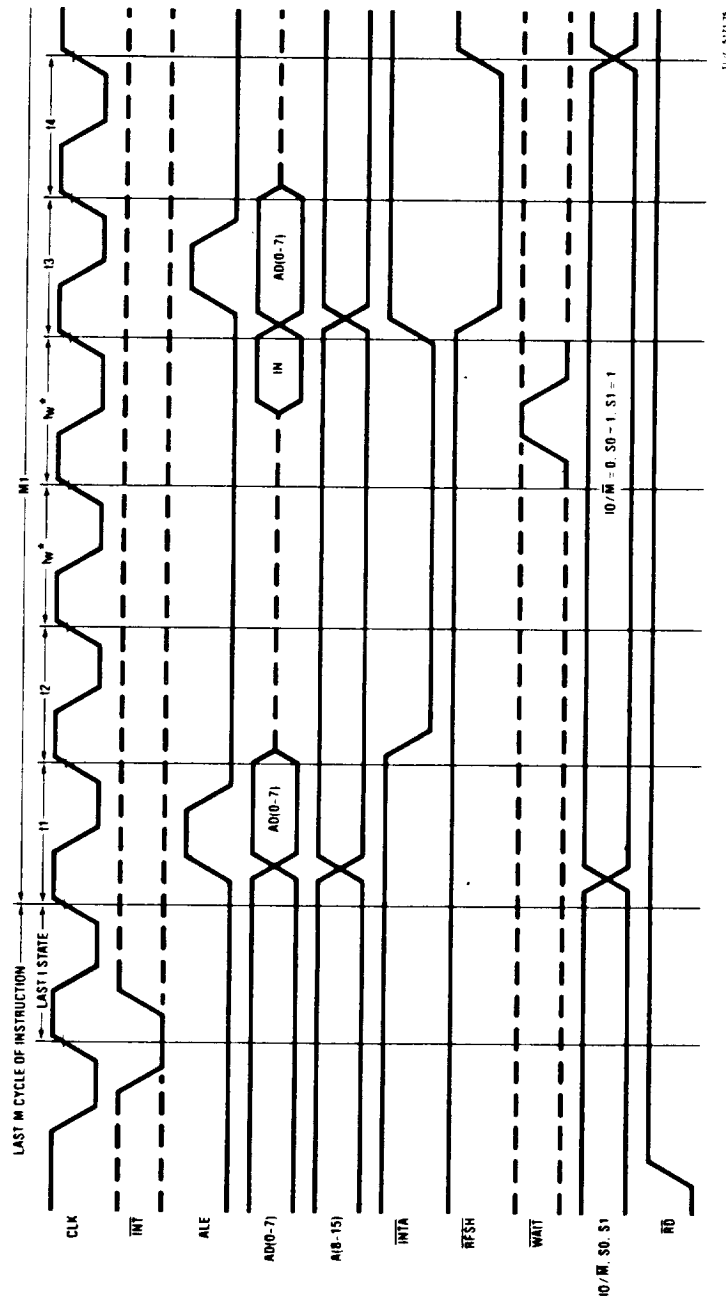 LAST M CYCLE OF INSTRUCTION
M1
LAST t STATE
t1
t2
tw*
tw*
t3
t4
CLK
INT
ALE
AD(0-7)
AD(0-7)
IN
AD(0-7)
A(8-15)
INTA
RFSH
WAIT
IO/M, S0, S1
IO/M = 0, S0 = 1, S1 = 1
RD